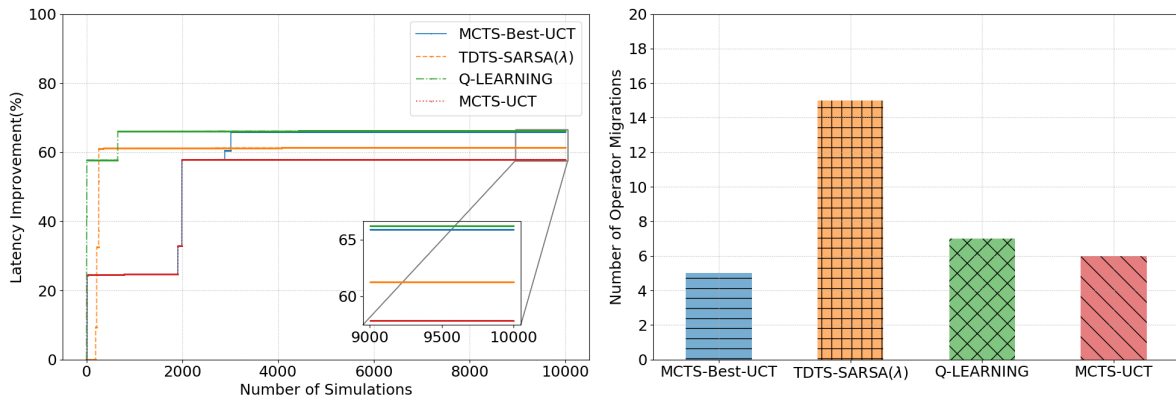 100
80
60
40
20
0
Latency Improvement(%)
MCTS-Best-UCT
TDTS-SARSA(λ)
Q-LEARNING
MCTS-UCT
65
60
9000
9500
10000
0
2000
4000
6000
8000
10000
Number of Simulations
20
18
16
14
12
10
8
6
4
2
0
Number of Operator Migrations
MCTS-Best-UCT
TDTS-SARSA(λ)
Q-LEARNING
MCTS-UCT